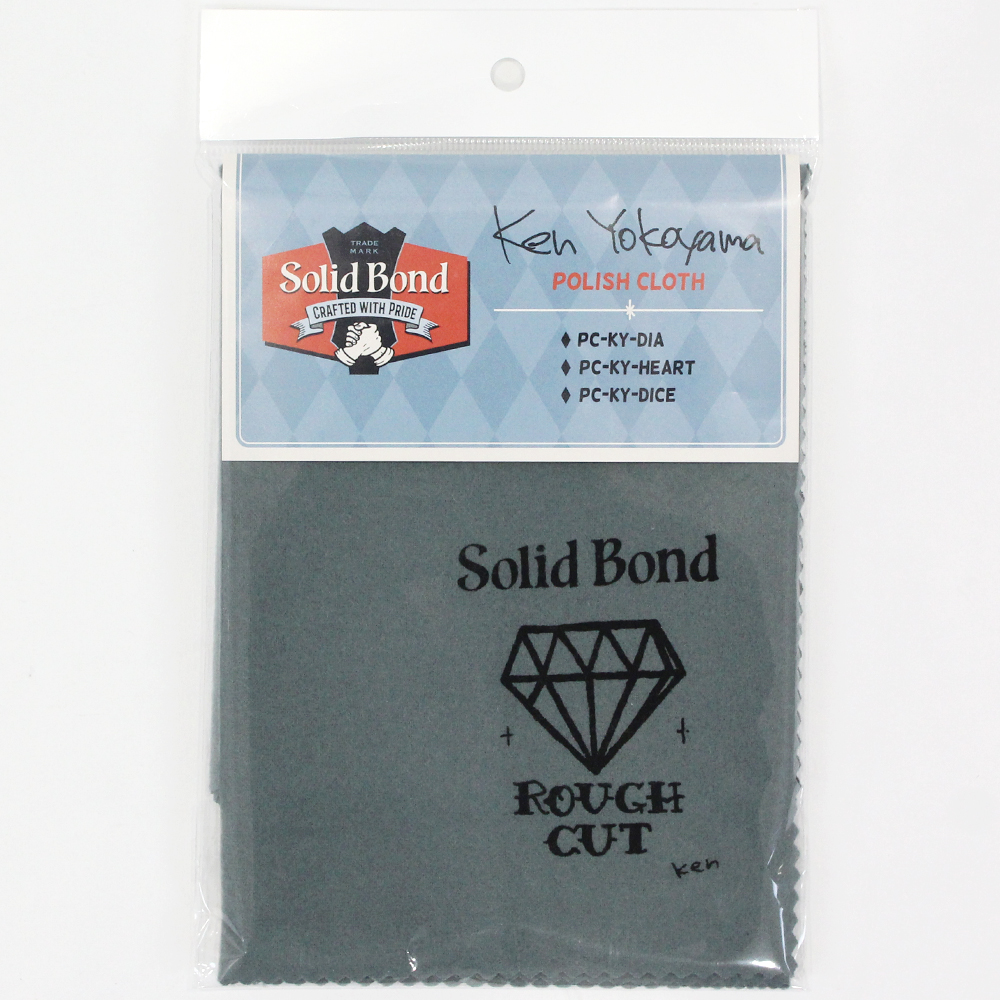 TRADE
MARK
Solid Bond
CRAFTED WITH PRIDE
Ken Yokoyama
POLISH CLOTH
PC-KY-DIA
PC-KY-HEART
PC-KY-DICE
Solid Bond
ROUGH
CUT
ken